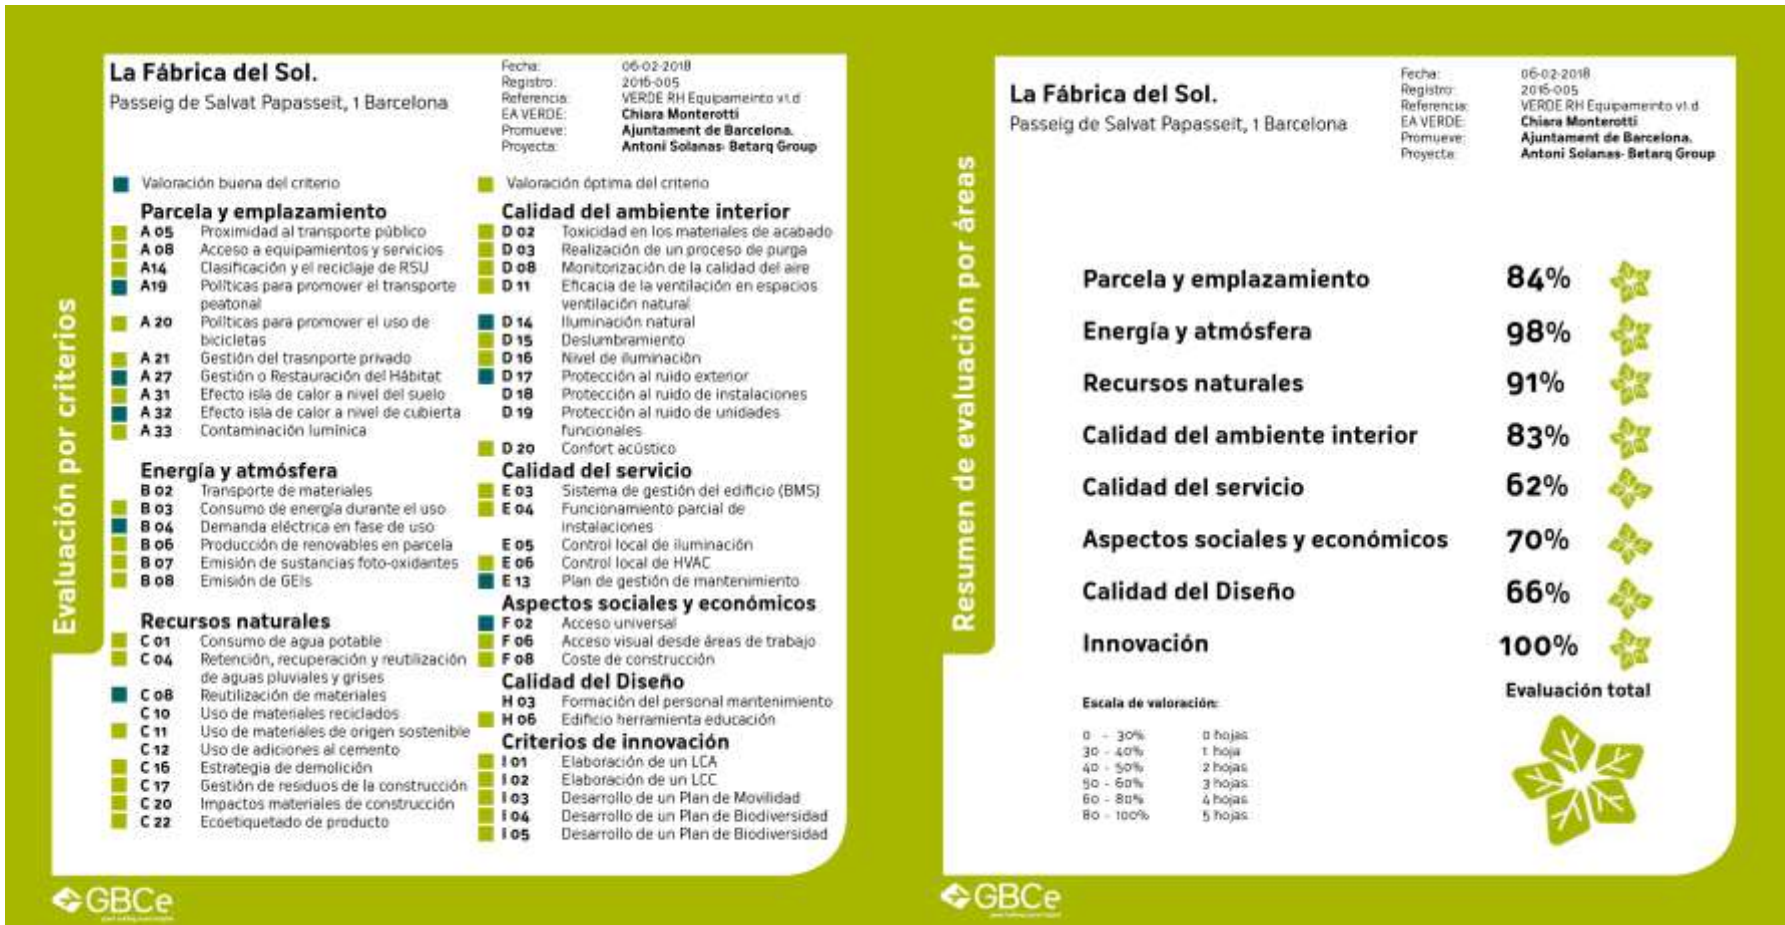 Evaluación por criterios
La Fábrica del Sol.
Passeig de Salvat Papasseit, 1 Barcelona
Fecha: 06-02-2018
Registro: 2016-005
Referencia: VERDE RH Equipameinto v1.d
EA VERDE: Chiara Monterotti
Promueve: Ajuntament de Barcelona.
Proyecta: Antoni Solanas- Betarq Group
Valoración buena del criterio
Valoración óptima del criterio
Parcela y emplazamiento
A 05 Proximidad al transporte público
A 08 Acceso a equipamientos y servicios
A14 Clasificación y el reciclaje de RSU
A19 Políticas para promover el transporte
peatonal
A 20 Políticas para promover el uso de
bicicletas
A 21 Gestión del trasnporte privado
A 27 Gestión o Restauración del Hábitat
A 31 Efecto isla de calor a nivel del suelo
A 32 Efecto isla de calor a nivel de cubierta
A 33 Contaminación lumínica
Energía y atmósfera
B 02 Transporte de materiales
B 03 Consumo de energía durante el uso
B 04 Demanda eléctrica en fase de uso
B 06 Producción de renovables en parcela
B 07 Emisión de sustancias foto-oxidantes
B 08 Emisión de GEIs
Recursos naturales
C 01 Consumo de agua potable
C 04 Retención, recuperación y reutilización
de aguas pluviales y grises
C 08 Reutilización de materiales
C 10 Uso de materiales reciclados
C 11 Uso de materiales de origen sostenible
C 12 Uso de adiciones al cemento
C 16 Estrategia de demolición
C 17 Gestión de residuos de la construcción
C 20 Impactos materiales de construcción
C 22 Ecoetiquetado de producto
Calidad del ambiente interior
D 02 Toxicidad en los materiales de acabado
D 03 Realización de un proceso de purga
D 08 Monitorización de la calidad del aire
D 11 Eficacia de la ventilación en espacios
ventilación natural
D 14 Iluminación natural
D 15 Deslumbramiento
D 16 Nivel de iluminación
D 17 Protección al ruido exterior
D 18 Protección al ruido de instalaciones
D 19 Protección al ruido de unidades
funcionales
D 20 Confort acústico
Calidad del servicio
E 03 Sistema de gestión del edificio (BMS)
E 04 Funcionamiento parcial de
instalaciones
E 05 Control local de iluminación
E 06 Control local de HVAC
E 13 Plan de gestión de mantenimiento
Aspectos sociales y económicos
F 02 Acceso universal
F 06 Acceso visual desde áreas de trabajo
F 08 Coste de construcción
Calidad del Diseño
H 03 Formación del personal mantenimiento
H 06 Edificio herramienta educación
Criterios de innovación
I 01 Elaboración de un LCA
I 02 Elaboración de un LCC
I 03 Desarrollo de un Plan de Movilidad
I 04 Desarrollo de un Plan de Biodiversidad
I 05 Desarrollo de un Plan de Biodiversidad
GBCe
Resumen de evaluación por áreas
La Fábrica del Sol.
Passeig de Salvat Papasseit, 1 Barcelona
Fecha: 06-02-2018
Registro: 2016-005
Referencia: VERDE RH Equipameinto v1.d
EA VERDE: Chiara Monterotti
Promueve: Ajuntament de Barcelona.
Proyecta: Antoni Solanas- Betarq Group
Parcela y emplazamiento 84%
Energía y atmósfera 98%
Recursos naturales 91%
Calidad del ambiente interior 83%
Calidad del servicio 62%
Aspectos sociales y económicos 70%
Calidad del Diseño 66%
Innovación 100%
Evaluación total
Escala de valoración:
0 - 30% 0 hojas
30 - 40% 1 hoja
40 - 50% 2 hojas
50 - 60% 3 hojas
60 - 80% 4 hojas
80 - 100% 5 hojas
GBCe